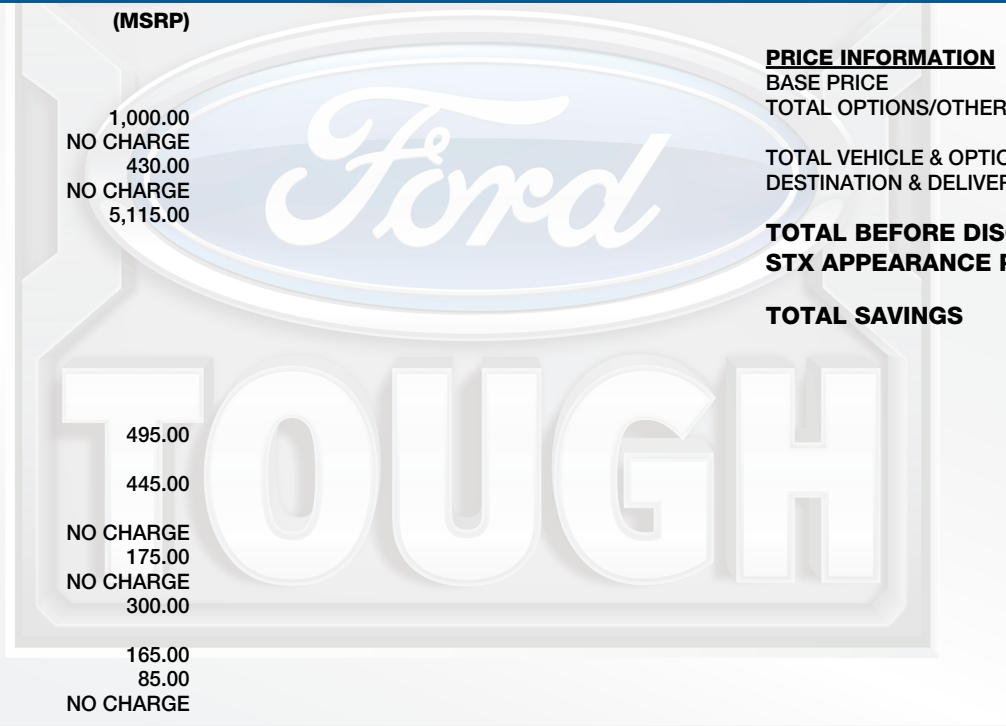 (MSRP)
1,000.00
NO CHARGE
430.00
NO CHARGE
5,115.00
495.00
445.00
NO CHARGE
175.00
NO CHARGE
300.00
165.00
85.00
NO CHARGE
Ford
TOUGH
PRICE INFORMATION
BASE PRICE
TOTAL OPTIONS/OTHER
TOTAL VEHICLE & OPTIO
DESTINATION & DELIVER
TOTAL BEFORE DISC
STX APPEARANCE P
TOTAL SAVINGS